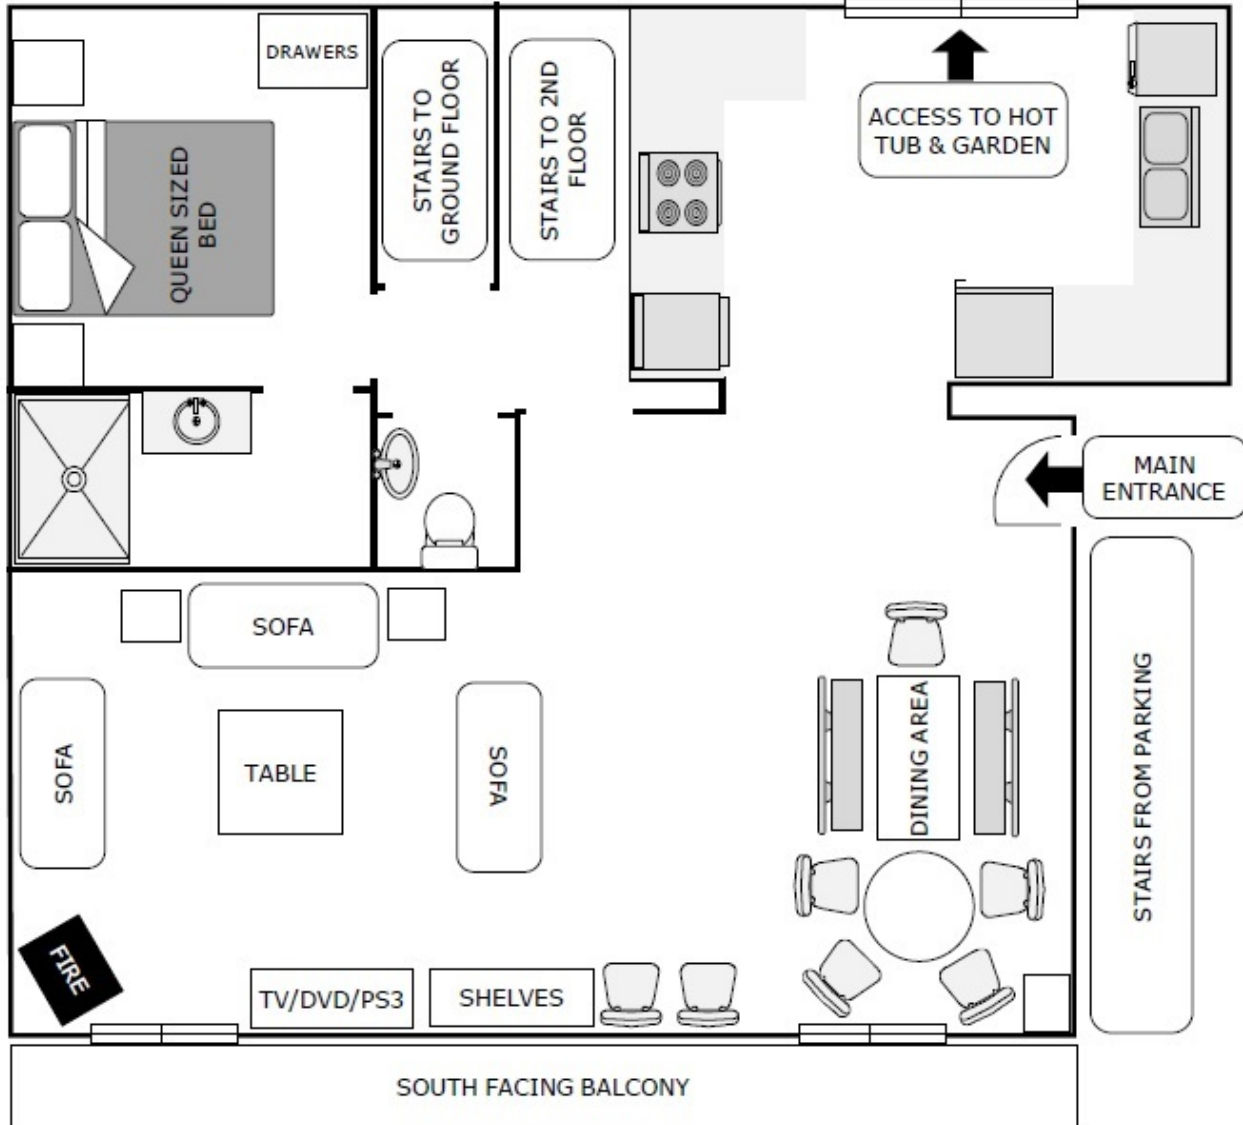 DRAWERS
STAIRS TO
GROUND FLOOR
STAIRS TO 2ND
FLOOR
ACCESS TO HOT
TUB & GARDEN
QUEEN SIZED
BED
MAIN
ENTRANCE
SOFA
SOFA
TABLE
SOFA
DINING AREA
STAIRS FROM PARKING
FIRE
TV/DVD/PS3
SHELVES
SOUTH FACING BALCONY